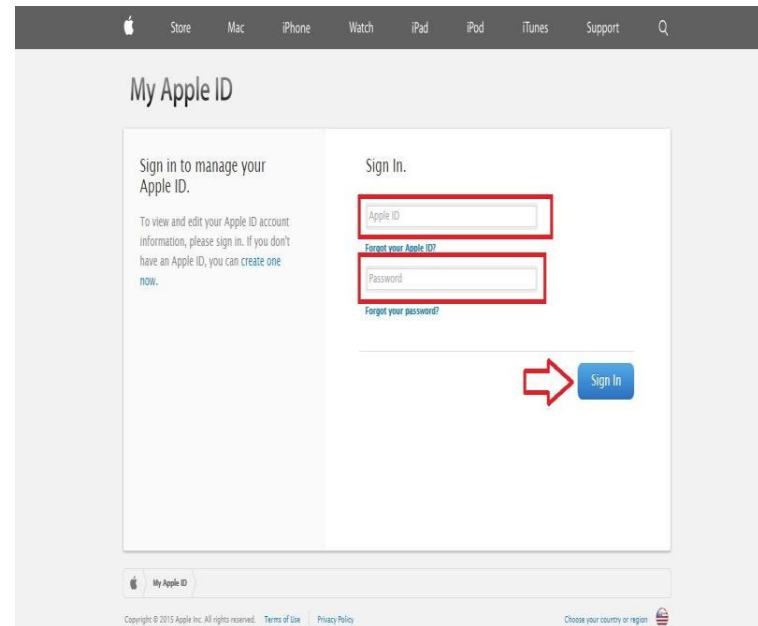 Store Mac iPhone Watch iPad iPod iTunes Support
My Apple ID
Sign in to manage your
Apple ID.
To view and edit your Apple ID account
information, please sign in. If you don't
have an Apple ID, you can create one
now.
Sign In.
Apple ID
Forgot your Apple ID?
Password
Forgot your password?
Sign In
My Apple ID
Copyright © 2015 Apple Inc. All rights reserved. Terms of Use Privacy Policy Choose your country or region